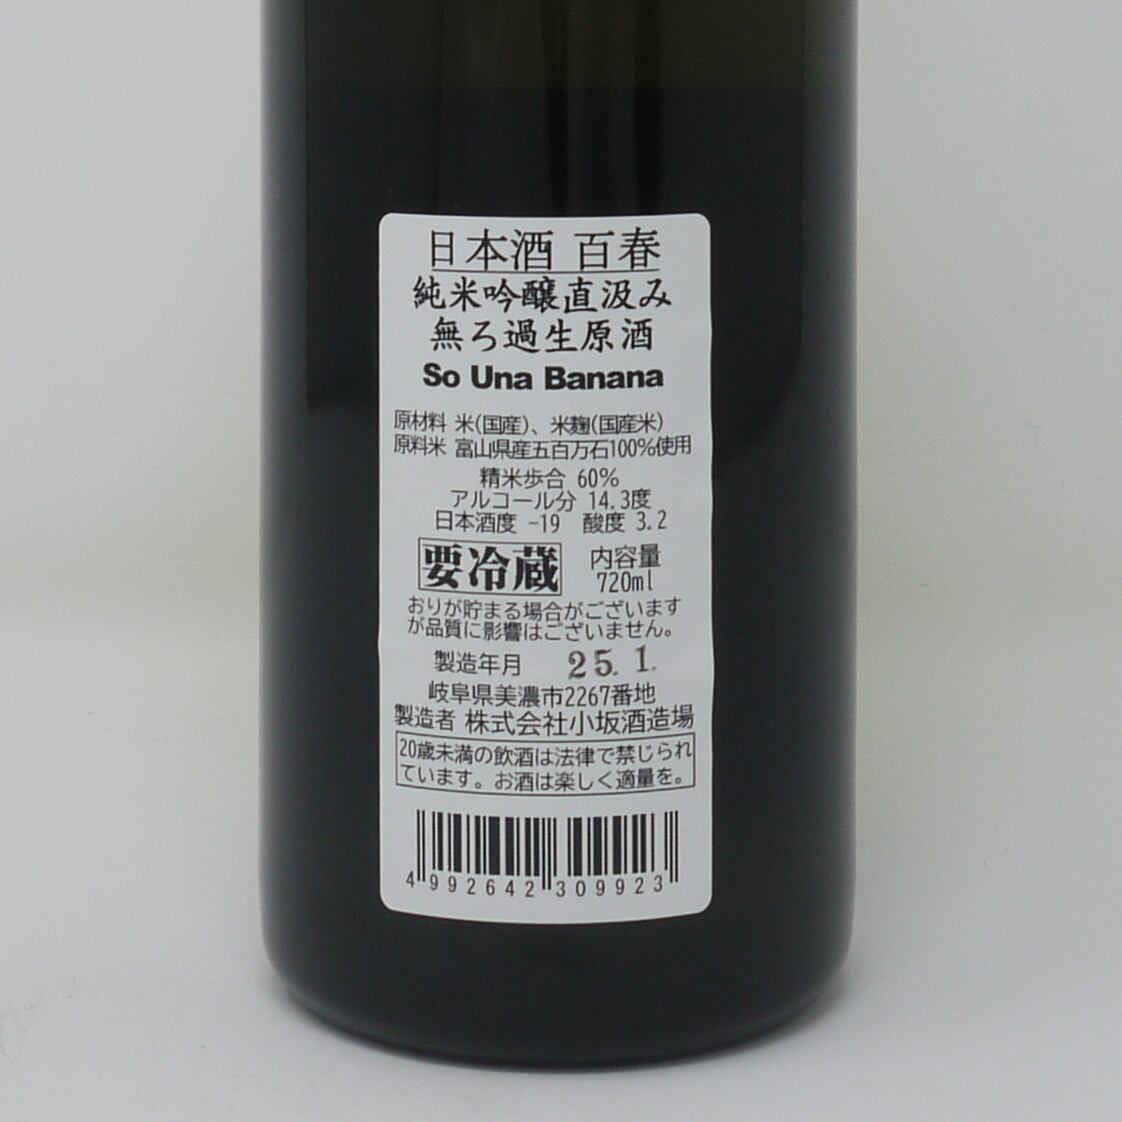 日本酒 百春
純米吟醸直汲み
無ろ過生原酒
So Una Banana
原材料 米(国産)、米麹(国産米)
原料米 富山県産五百万石100%使用
精米歩合 60%
アルコール分 14.3度
日本酒度 -19 酸度 3.2
要冷蔵 内容量
720ml
おりが貯まる場合がございます
が品質に影響はございません。
製造年月 25. 1.
岐阜県美濃市2267番地
製造者 株式会社小坂酒造場
20歳未満の飲酒は法律で禁じられ
ています。お酒は楽しく適量を。
4 992642 309923